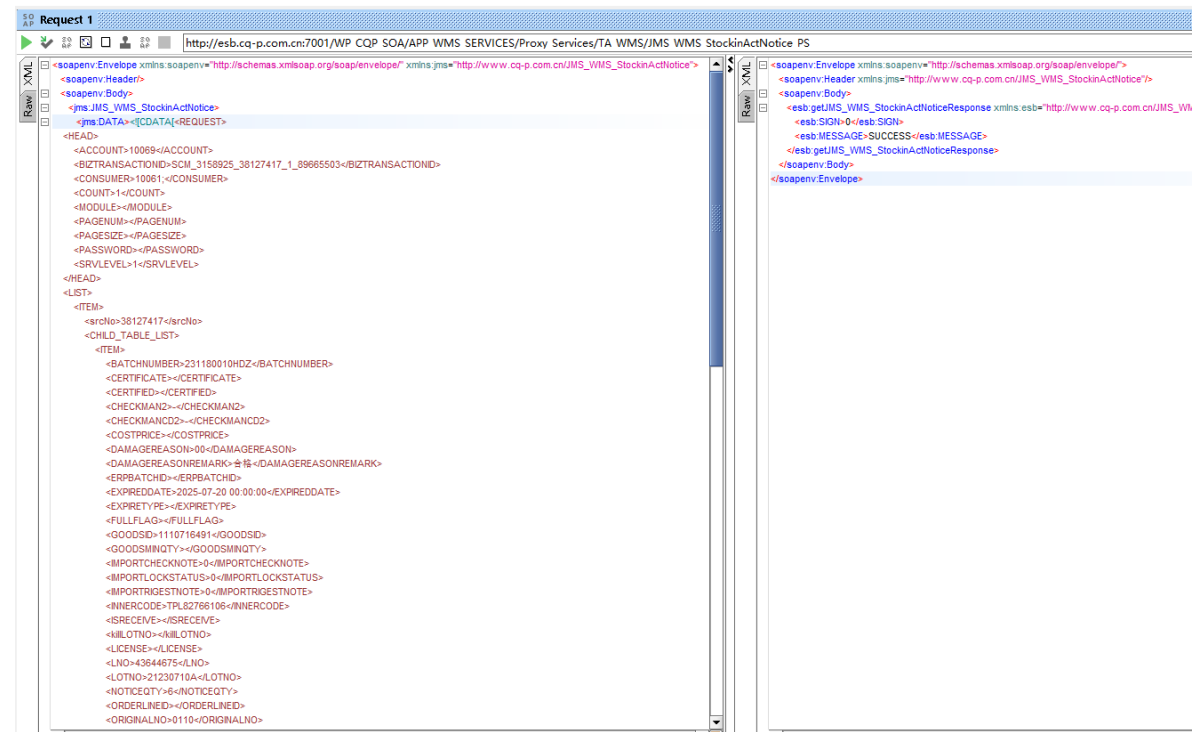 SO AP Request 1
http://esb.cq-p.com.cn:7001/WP CQP SOA/APP WMS SERVICES/Proxy Services/TA WMS/JMS WMS StockinActNotice PS
XML
Raw
<soapenv:Envelope xmlns:soapenv="http://schemas.xmlsoap.org/soap/envelope/" xmlns:jms="http://www.cq-p.com.cn/JMS_WMS_StockinActNotice">
<soapenv:Header/>
<soapenv:Body>
<jms:JMS_WMS_StockinActNotice>
<jms:DATA><![CDATA[<REQUEST>
<HEAD>
<ACCOUNT>10069</ACCOUNT>
<BIZTRANSACTIONID>SCM_3158925_38127417_1_89665503</BIZTRANSACTIONID>
<CONSUMER>10061;</CONSUMER>
<COUNT>1</COUNT>
<MODULE></MODULE>
<PAGENUM></PAGENUM>
<PAGESIZE></PAGESIZE>
<PASSWORD></PASSWORD>
<SRVLEVEL>1</SRVLEVEL>
</HEAD>
<LIST>
<ITEM>
<srcNo>38127417</srcNo>
<CHILD_TABLE_LIST>
<ITEM>
<BATCHNUMBER>231180010HDZ</BATCHNUMBER>
<CERTIFICATE></CERTIFICATE>
<CERTIFIED></CERTIFIED>
<CHECKMAN2>-</CHECKMAN2>
<CHECKMANCD2>-</CHECKMANCD2>
<COSTPRICE></COSTPRICE>
<DAMAGEREASON>00</DAMAGEREASON>
<DAMAGEREASONREMARK>合格</DAMAGEREASONREMARK>
<ERPBATCHID></ERPBATCHID>
<EXPIREDDATE>2025-07-20 00:00:00</EXPIREDDATE>
<EXPIRETYPE></EXPIRETYPE>
<FULLFLAG></FULLFLAG>
<GOODSID>1110716491</GOODSID>
<GOODSMINQTY></GOODSMINQTY>
<IMPORTCHECKNOTE>0</IMPORTCHECKNOTE>
<IMPORTLOCKSTATUS>0</IMPORTLOCKSTATUS>
<IMPORTRIGESTNOTE>0</IMPORTRIGESTNOTE>
<INNERCODE>TPL82766106</INNERCODE>
<ISRECEIVE></ISRECEIVE>
<killLOTNO></killLOTNO>
<LICENSE></LICENSE>
<LNO>43644675</LNO>
<LOTNO>21230710A</LOTNO>
<NOTICEQTY>6</NOTICEQTY>
<ORDERLINEID></ORDERLINEID>
<ORIGINALNO>0110</ORIGINALNO>
XML
Raw
<soapenv:Envelope xmlns:soapenv="http://schemas.xmlsoap.org/soap/envelope/">
<soapenv:Header xmlns:jms="http://www.cq-p.com.cn/JMS_WMS_StockinActNotice"/>
<soapenv:Body>
<esb:getJMS_WMS_StockinActNoticeResponse xmlns:esb="http://www.cq-p.com.cn/JMS_WM
<esb:SIGN>0</esb:SIGN>
<esb:MESSAGE>SUCCESS</esb:MESSAGE>
</esb:getJMS_WMS_StockinActNoticeResponse>
</soapenv:Body>
</soapenv:Envelope>